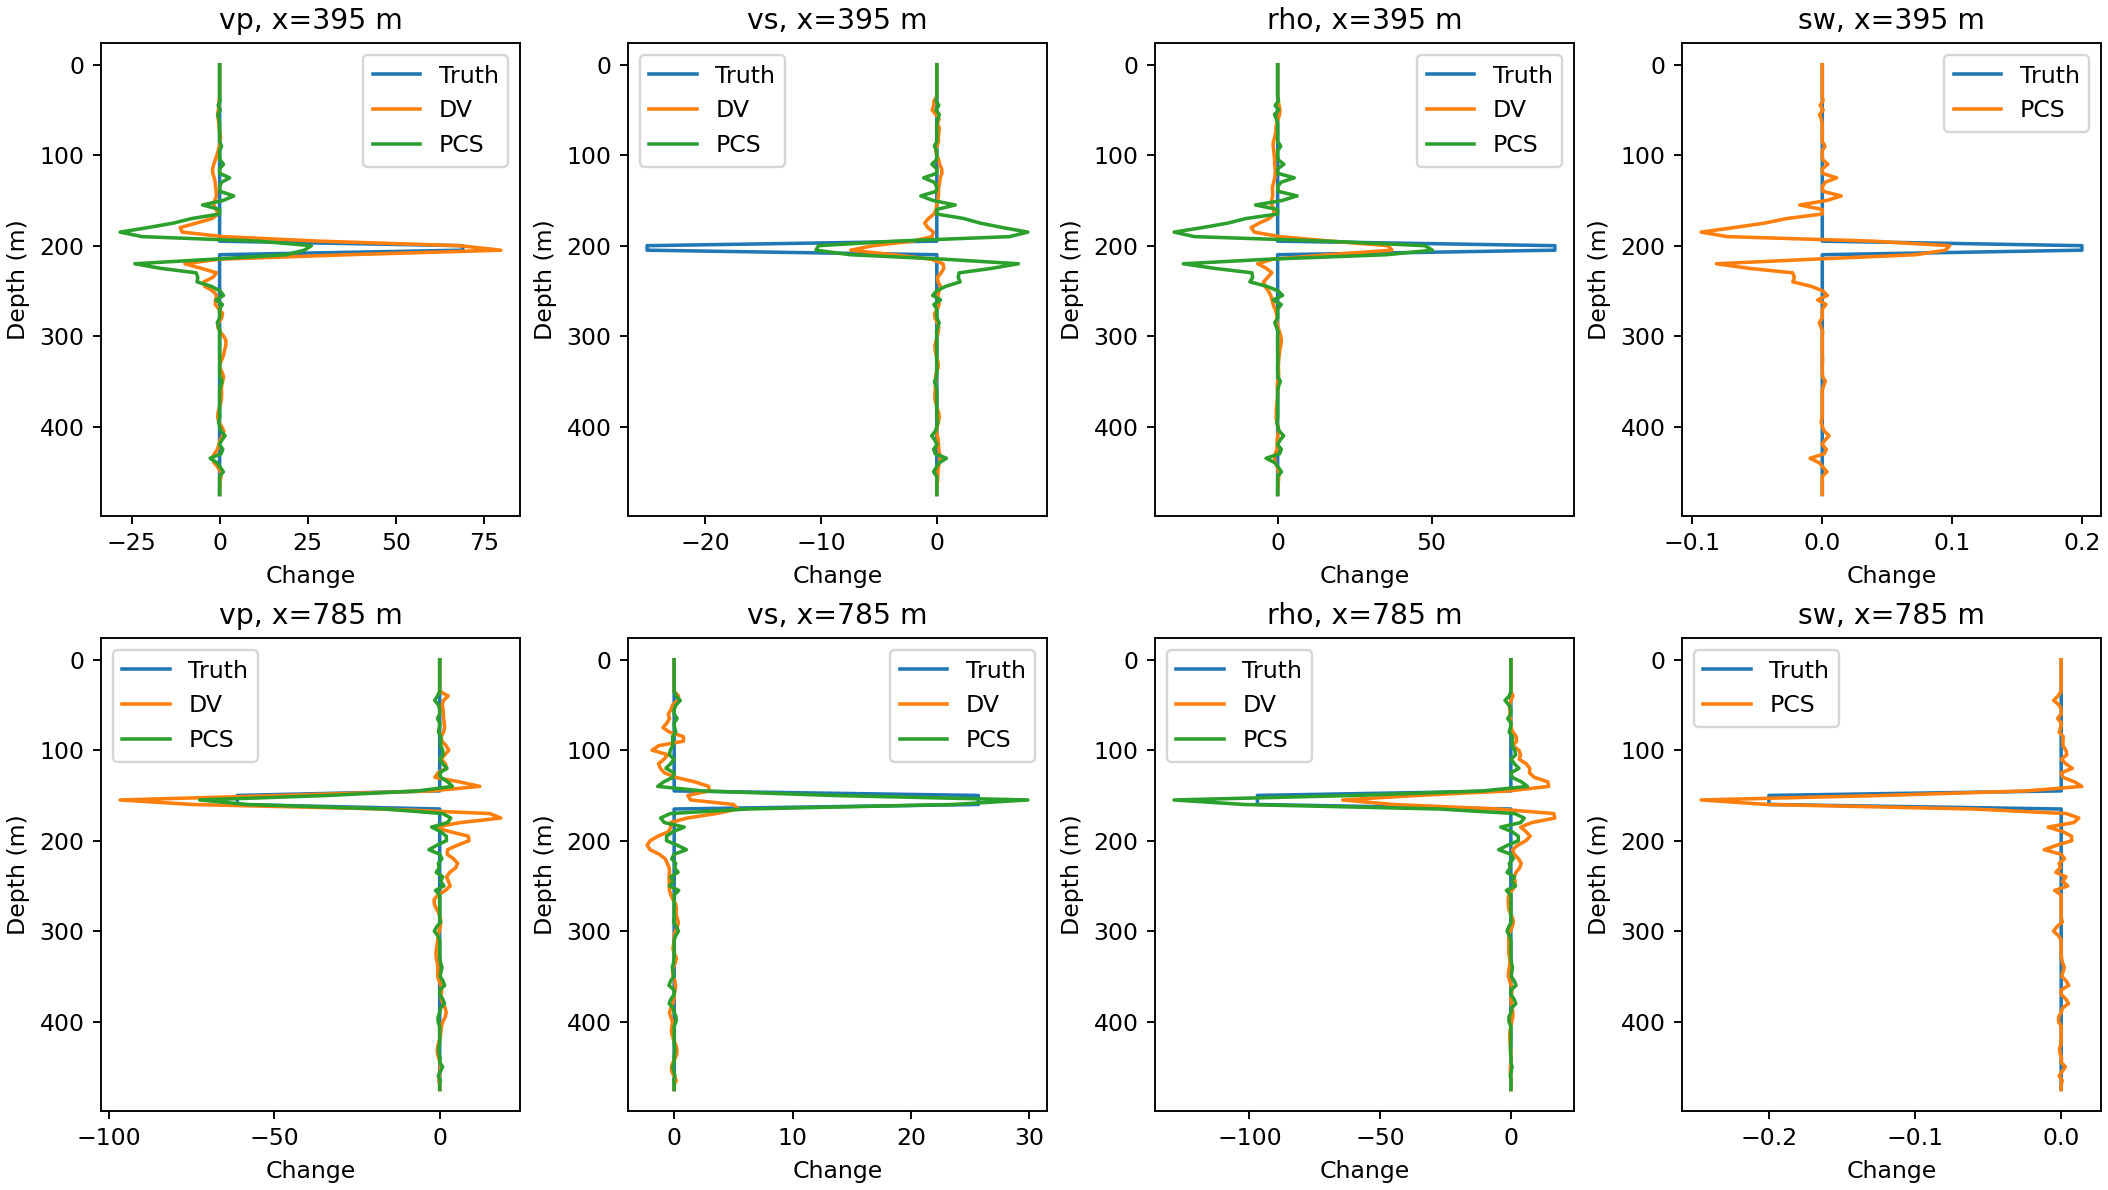 vp, x=395 m
Truth
DV
PCS
Depth (m)
0
100
200
300
400
−25
0
25
50
75
Change
vs, x=395 m
Truth
DV
PCS
Depth (m)
0
100
200
300
400
−20
−10
0
Change
rho, x=395 m
Truth
DV
PCS
Depth (m)
0
100
200
300
400
0
50
Change
sw, x=395 m
Truth
PCS
Depth (m)
0
100
200
300
400
−0.1
0.0
0.1
0.2
Change
vp, x=785 m
Truth
DV
PCS
Depth (m)
0
100
200
300
400
−100
−50
0
Change
vs, x=785 m
Truth
DV
PCS
Depth (m)
0
100
200
300
400
0
10
20
30
Change
rho, x=785 m
Truth
DV
PCS
Depth (m)
0
100
200
300
400
−100
−50
0
Change
sw, x=785 m
Truth
PCS
Depth (m)
0
100
200
300
400
−0.2
−0.1
0.0
Change